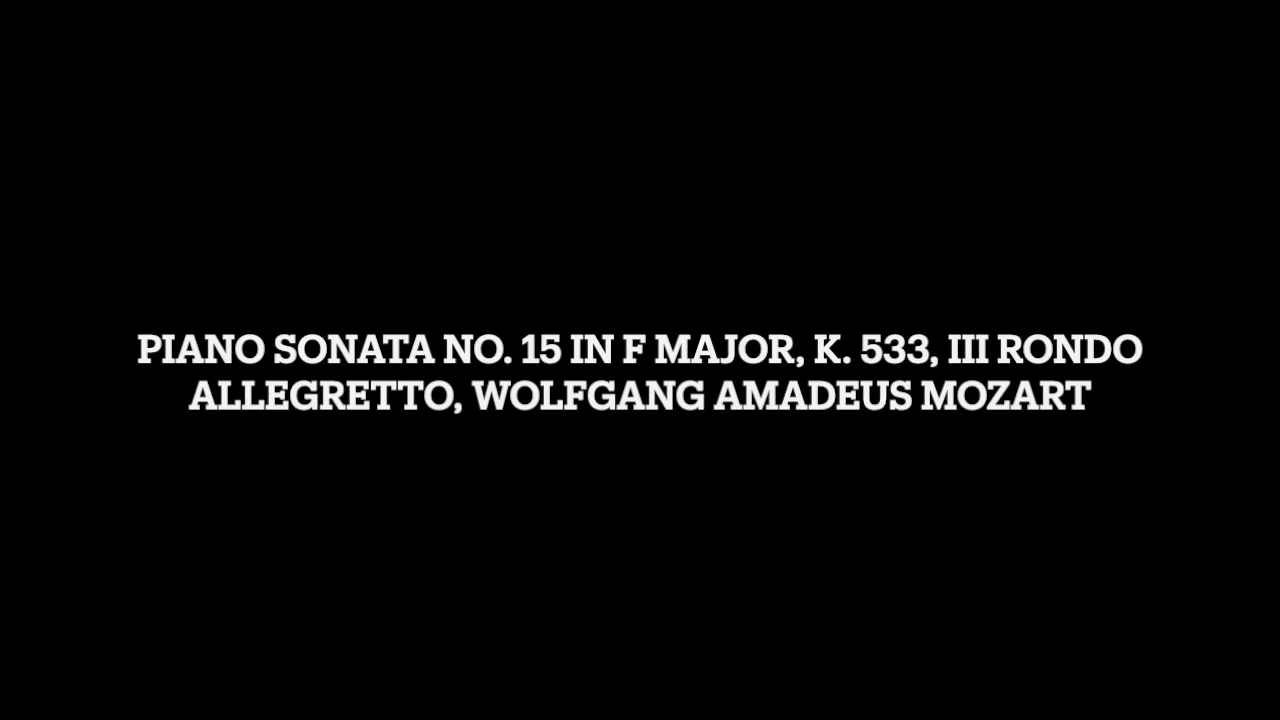 PIANO SONATA NO. 15 IN F MAJOR, K. 533, III RONDO
ALLEGRETTO, WOLFGANG AMADEUS MOZART